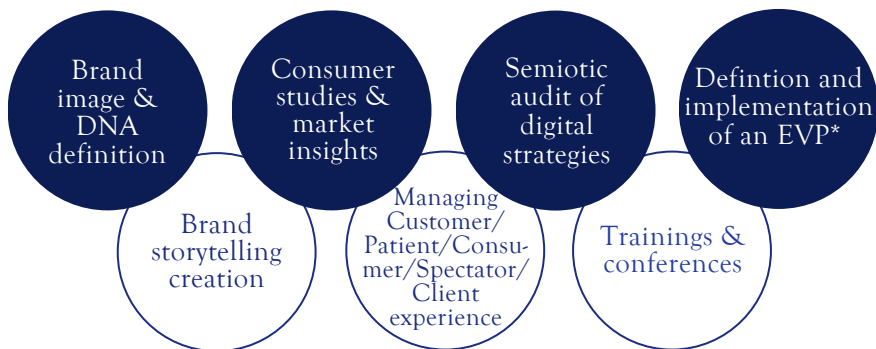 Brand
image &
DNA
definition
Consumer
studies &
market
insights
Semiotic
audit of
digital
strategies
Defintion and
implementation
of an EVP*
Brand
storytelling
creation
Managing
Customer/
Patient/Consu-
mer/Spectator/
Client
experience
Trainings &
conferences